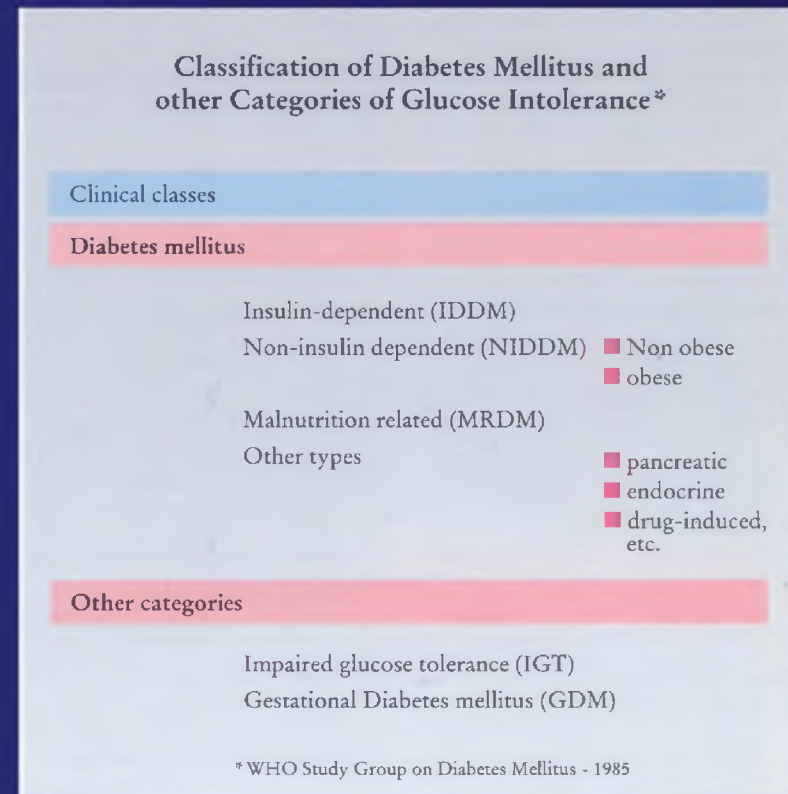 Classification of Diabetes Mellitus and
other Categories of Glucose Intolerance*
Clinical classes
Diabetes mellitus
Insulin-dependent (IDDM)
Non-insulin dependent (NIDDM) Non obese
obese
Malnutrition related (MRDM)
Other types pancreatic
endocrine
drug-induced,
etc.
Other categories
Impaired glucose tolerance (IGT)
Gestational Diabetes mellitus (GDM)
* WHO Study Group on Diabetes Mellitus - 1985